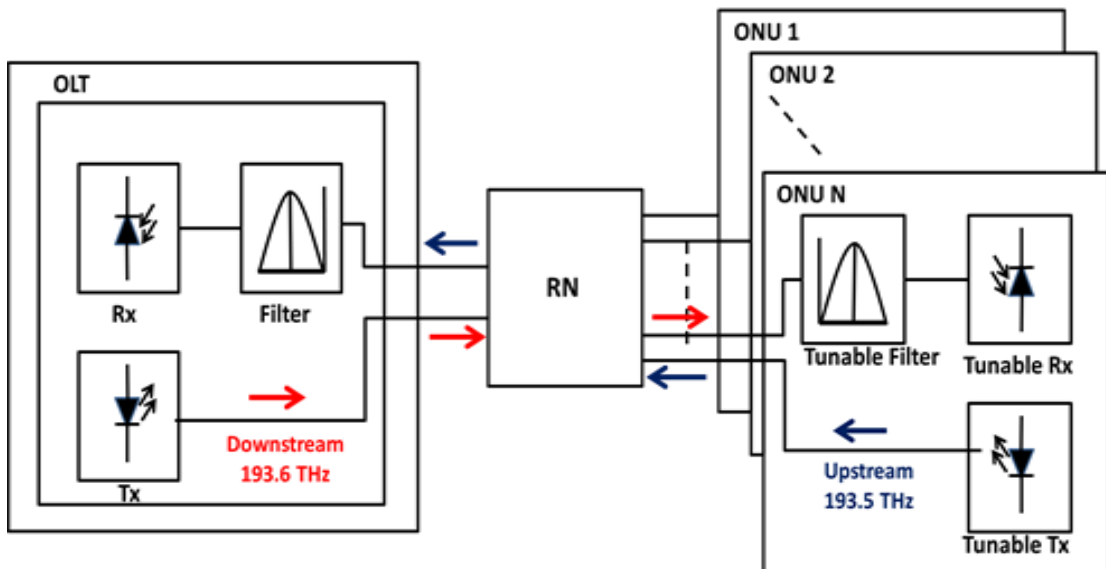 OLT
Rx
Filter
Tx
Downstream
193.6 THz
RN
ONU 1
ONU 2
ONU N
Tunable Filter
Tunable Rx
Upstream
193.5 THz
Tunable Tx